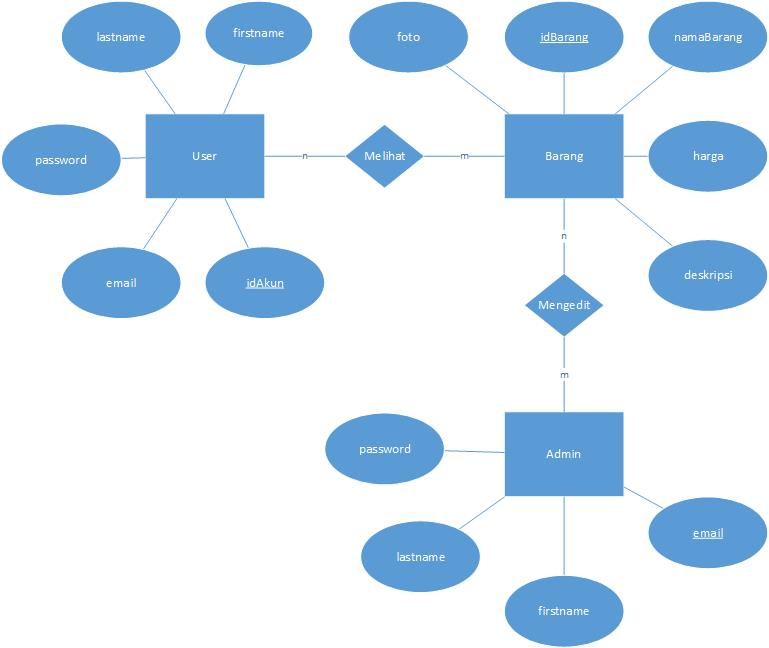 lastname
firstname
foto
idBarang
namaBarang
password
User
n
Melihat
m
Barang
harga
email
idAkun
n
deskripsi
Mengedit
m
password
Admin
email
lastname
firstname